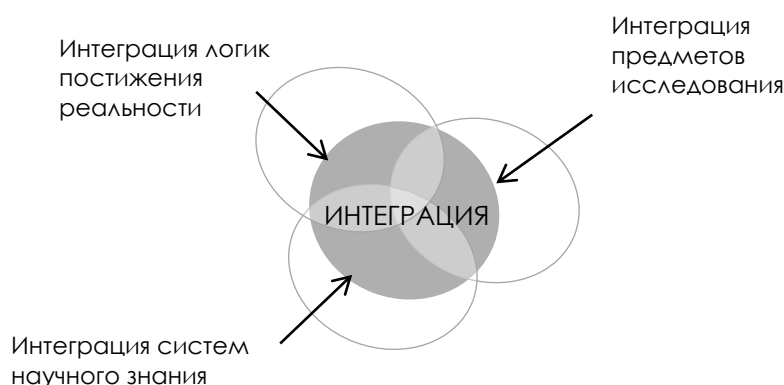 Интеграция логик
постижения
реальности
Интеграция
предметов
исследования
ИНТЕГРАЦИЯ
Интеграция систем
научного знания